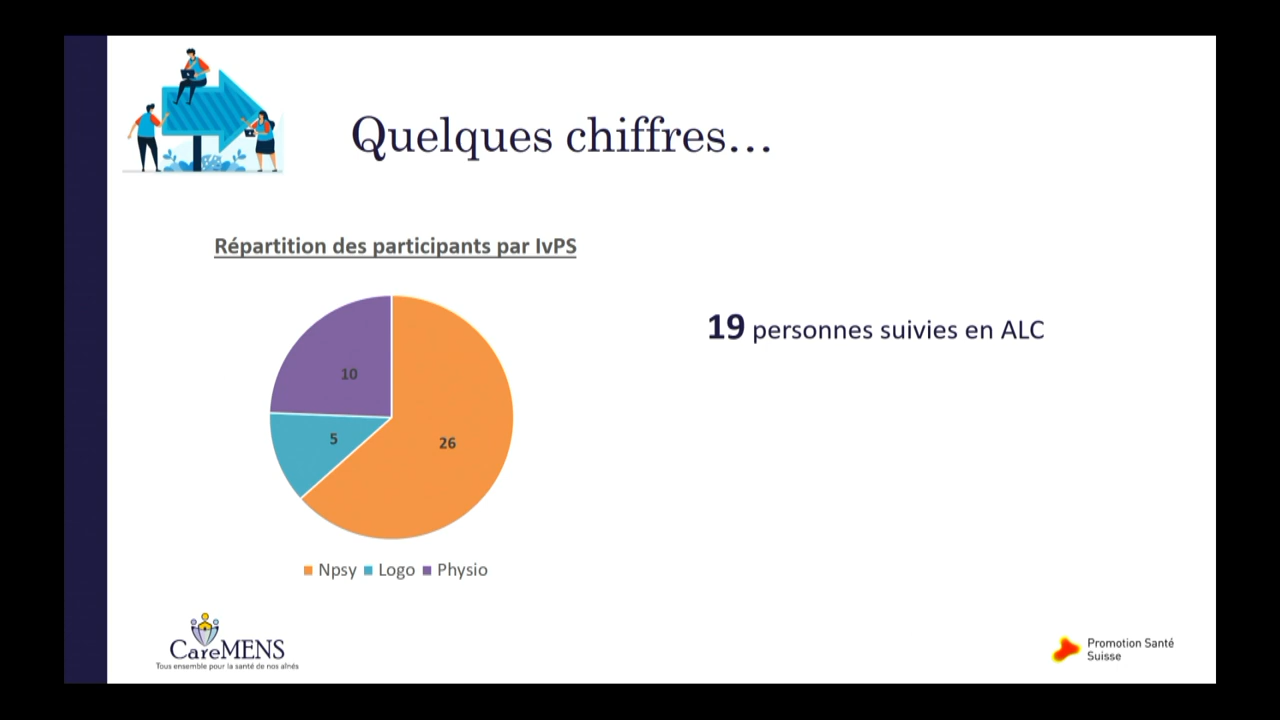 Quelques chiffres…
Répartition des participants par IvPS
19 personnes suivies en ALC
10
5
26
Npsy Logo Physio
CareMENS
Tous ensemble pour la santé de nos aînés
Promotion Santé
Suisse